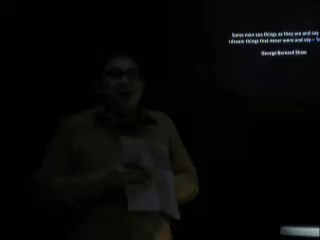 Some men see things as they are and say
I dream things that never were and say –
George Bernard Shaw